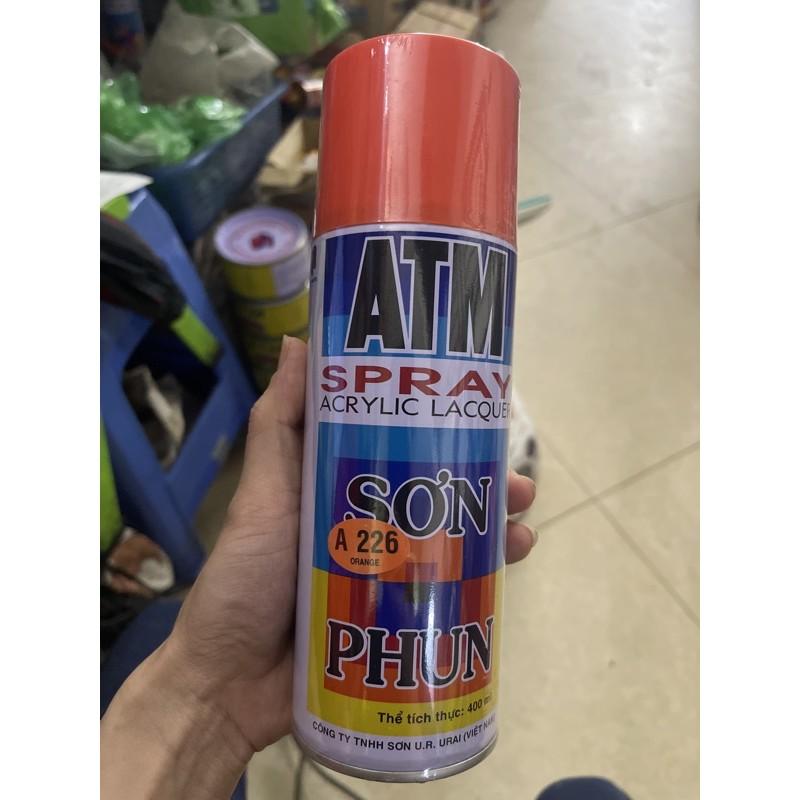 ATM
SPRAY
ACRYLIC LACQUER
SƠN
A 226
ORANGE
PHUN
Thể tích thực: 400 ml
CÔNG TY TNHH SƠN U.R. URAI (VIỆT NAM)